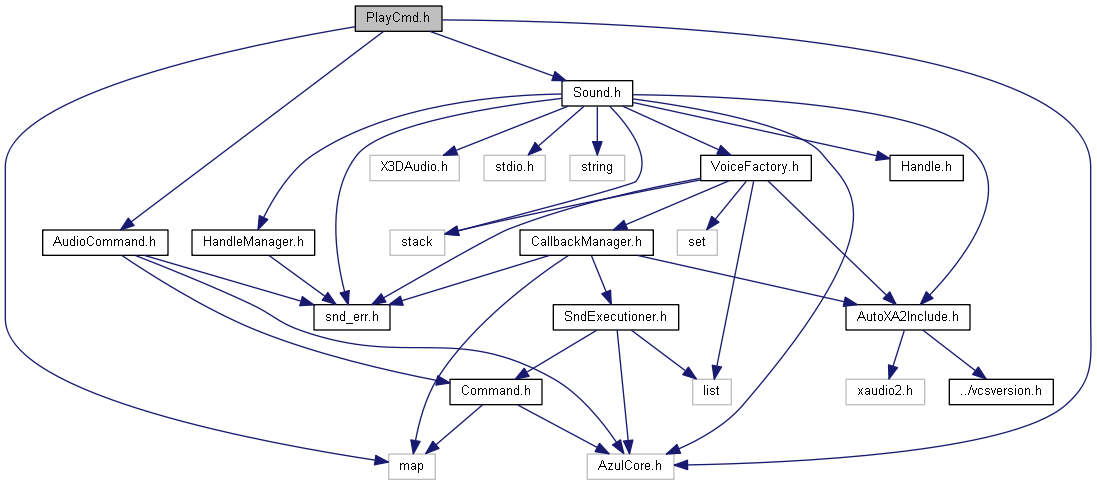 PlayCmd.h
Sound.h
X3DAudio.h
stdio.h
string
VoiceFactory.h
Handle.h
AudioCommand.h
HandleManager.h
stack
CallbackManager.h
set
snd_err.h
SndExecutioner.h
AutoXA2Include.h
Command.h
list
xaudio2.h
../vcsversion.h
map
AzulCore.h